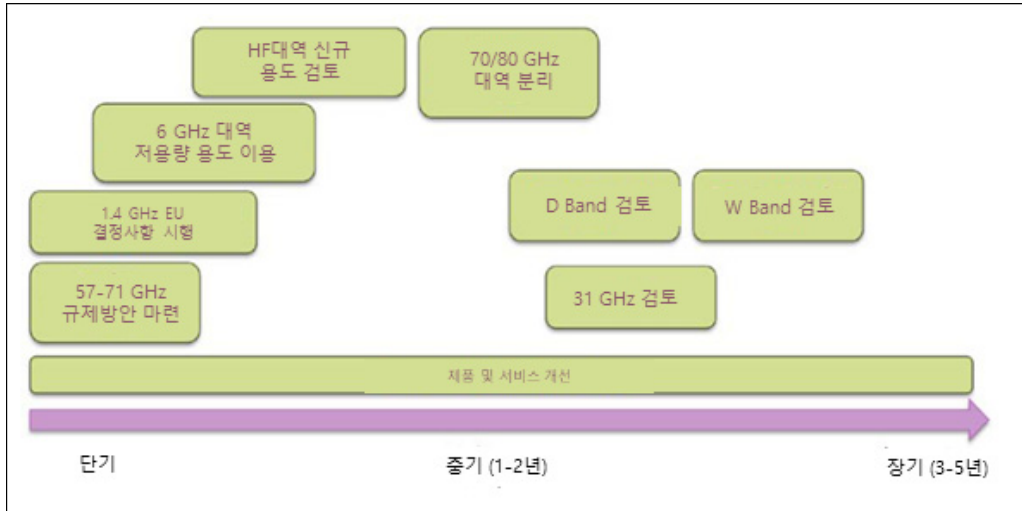 HF대역 신규
용도 검토
70/80 GHz
대역 분리
6 GHz 대역
저용량 용도 이용
1.4 GHz EU
결정사항 시행
D Band 검토
W Band 검토
57-71 GHz
규제방안 마련
31 GHz 검토
제품 및 서비스 개선
단기
중기 (1-2년)
장기 (3-5년)